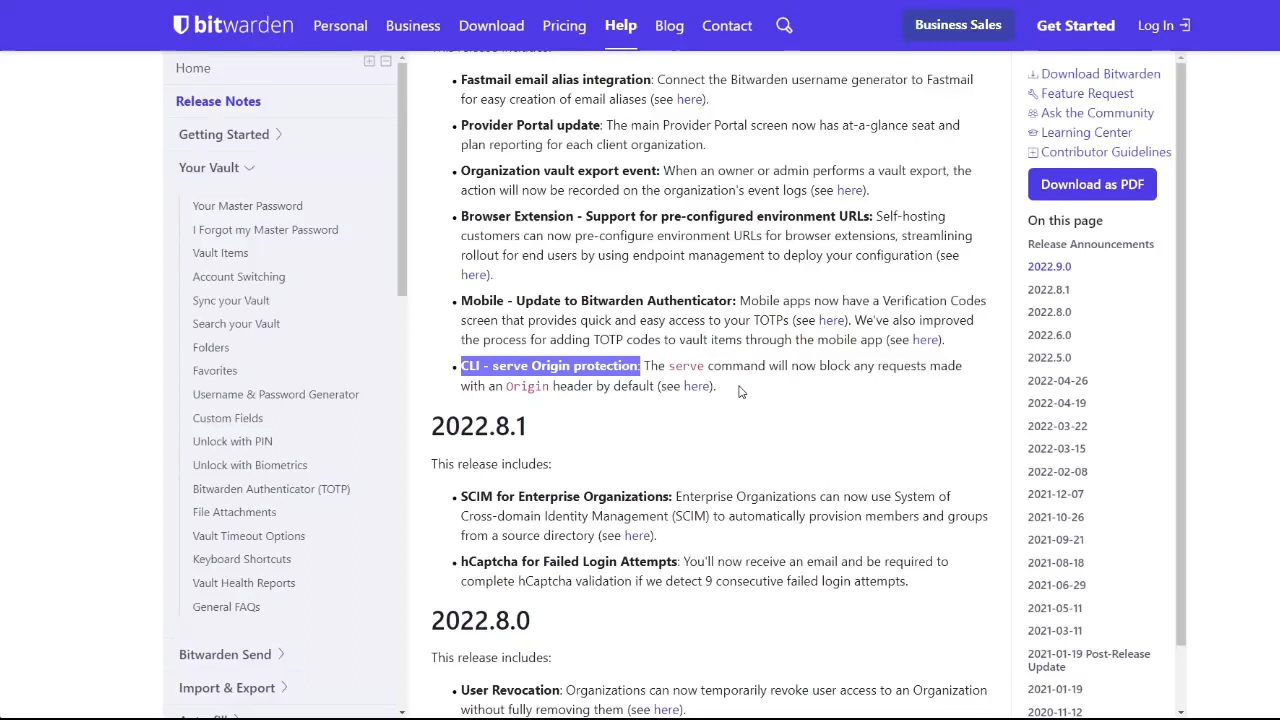 bitwarden
Personal
Business
Download
Pricing
Help
Blog
Contact
Business Sales
Get Started
Log In
Home
Release Notes
Getting Started
Your Vault
Your Master Password
I Forgot my Master Password
Vault Items
Account Switching
Sync your Vault
Search your Vault
Folders
Favorites
Username & Password Generator
Custom Fields
Unlock with PIN
Unlock with Biometrics
Bitwarden Authenticator (TOTP)
File Attachments
Vault Timeout Options
Keyboard Shortcuts
Vault Health Reports
General FAQs
Bitwarden Send
Import & Export
This release includes:
• Fastmail email alias integration: Connect the Bitwarden username generator to Fastmail
for easy creation of email aliases (see here).
• Provider Portal update: The main Provider Portal screen now has at-a-glance seat and
plan reporting for each client organization.
• Organization vault export event: When an owner or admin performs a vault export, the
action will now be recorded on the organization's event logs (see here).
• Browser Extension - Support for pre-configured environment URLs: Self-hosting
customers can now pre-configure environment URLs for browser extensions, streamlining
rollout for end users by using endpoint management to deploy your configuration (see
here).
• Mobile - Update to Bitwarden Authenticator: Mobile apps now have a Verification Codes
screen that provides quick and easy access to your TOTPs (see here). We've also improved
the process for adding TOTP codes to vault items through the mobile app (see here).
• CLI - serve Origin protection: The serve command will now block any requests made
with an Origin header by default (see here).
2022.8.1
This release includes:
• SCIM for Enterprise Organizations: Enterprise Organizations can now use System of
Cross-domain Identity Management (SCIM) to automatically provision members and groups
from a source directory (see here).
• hCaptcha for Failed Login Attempts: You'll now receive an email and be required to
complete hCaptcha validation if we detect 9 consecutive failed login attempts.
2022.8.0
This release includes:
• User Revocation: Organizations can now temporarily revoke user access to an Organization
without fully removing them (see here).
Download Bitwarden
Feature Request
Ask the Community
Learning Center
Contributor Guidelines
Download as PDF
On this page
Release Announcements
2022.9.0
2022.8.1
2022.8.0
2022.6.0
2022.5.0
2022-04-26
2022-04-19
2022-03-22
2022-03-15
2022-02-08
2021-12-07
2021-10-26
2021-09-21
2021-08-18
2021-06-29
2021-05-11
2021-03-11
2021-01-19 Post-Release
Update
2021-01-19
2020-11-12